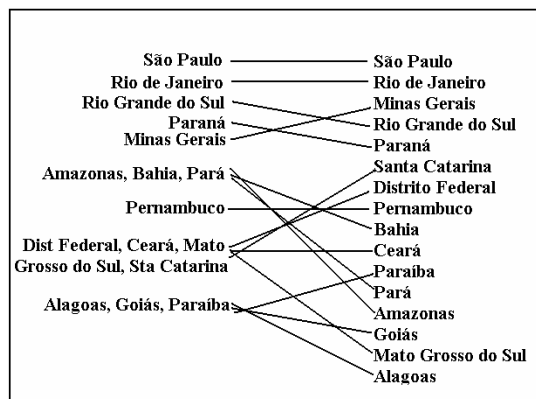 São Paulo
Rio de Janeiro
Rio Grande do Sul
Paraná
Minas Gerais
Amazonas, Bahia, Pará
Pernambuco
Dist Federal, Ceará, Mato
Grosso do Sul, Sta Catarina
Alagoas, Goiás, Paraíba
São Paulo
Rio de Janeiro
Minas Gerais
Rio Grande do Sul
Paraná
Santa Catarina
Distrito Federal
Pernambuco
Bahia
Ceará
Paraíba
Pará
Amazonas
Goiás
Mato Grosso do Sul
Alagoas